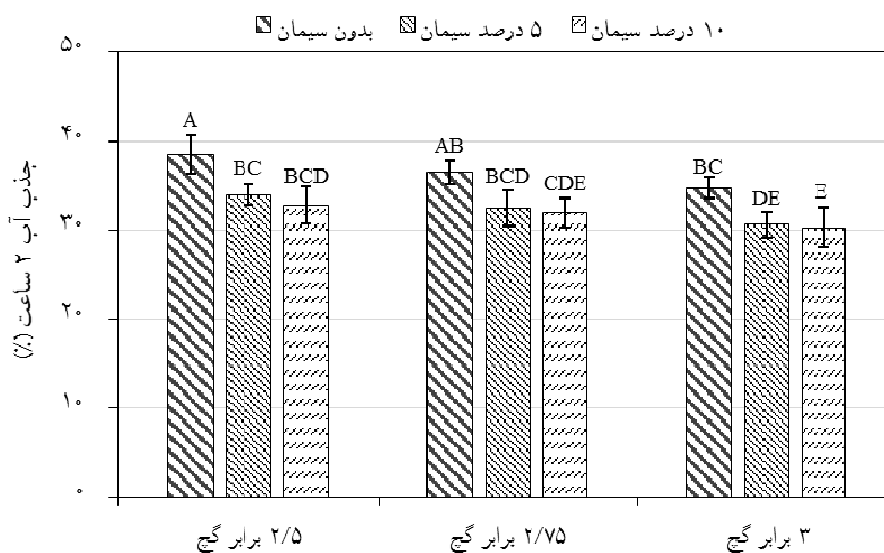 بدون سیمان ۵ درصد سیمان ۱۰ درصد سیمان
جذب آب ۲ ساعت (%)
۵۰
۴۰
۳۰
۲۰
۱۰
۰
A BC BCD AB BCD CDE BC DE E
۲/۵ برابر گچ ۲/۷۵ برابر گچ ۳ برابر گچ